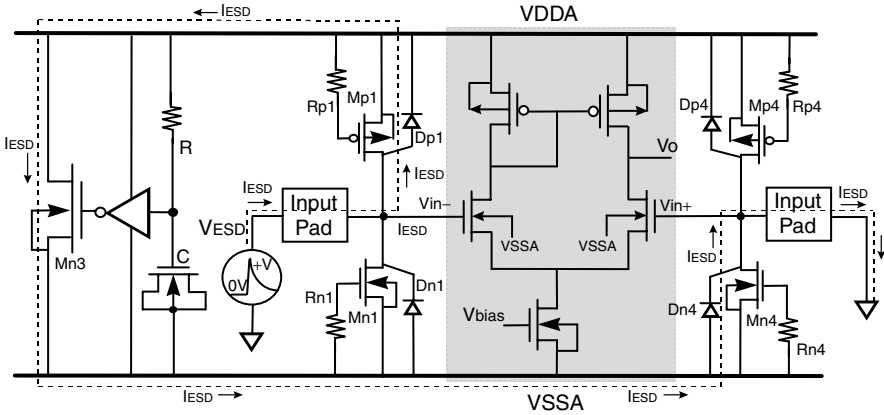 IESD
VDDA
Rp1
Mp1
Dp1
Dp4
Mp4
Rp4
R
IESD
IESD
Vo
IESD
Input
Pad
Vin−
Vin+
Input
Pad
IESD
VESD
IESD
VSSA
VSSA
IESD
Mn3
C
0V
+V
Rn1
Mn1
Dn1
Vbias
Dn4
Mn4
Rn4
IESD
IESD
IESD
VSSA